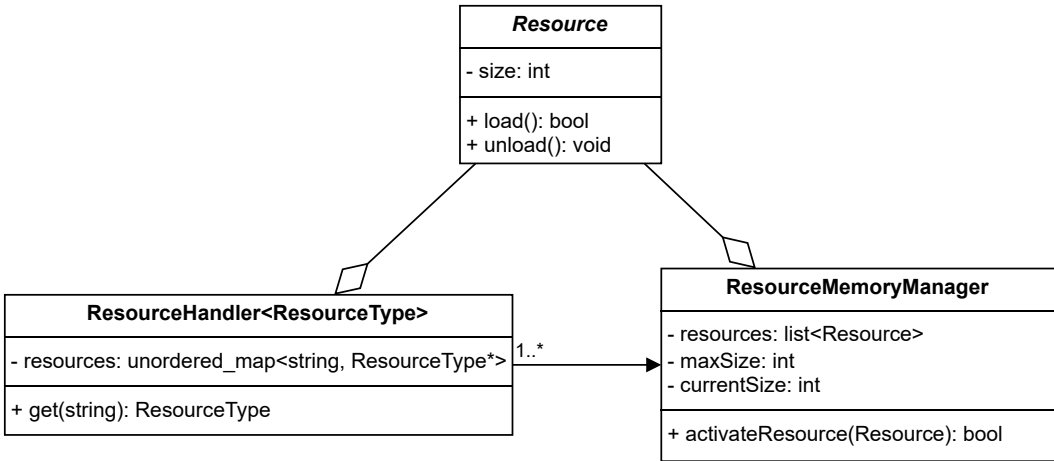 Resource
- size: int
+ load(): bool
+ unload(): void
ResourceHandler<ResourceType>
- resources: unordered_map<string, ResourceType*>
+ get(string): ResourceType
1..*
ResourceMemoryManager
- resources: list<Resource>
- maxSize: int
- currentSize: int
+ activateResource(Resource): bool